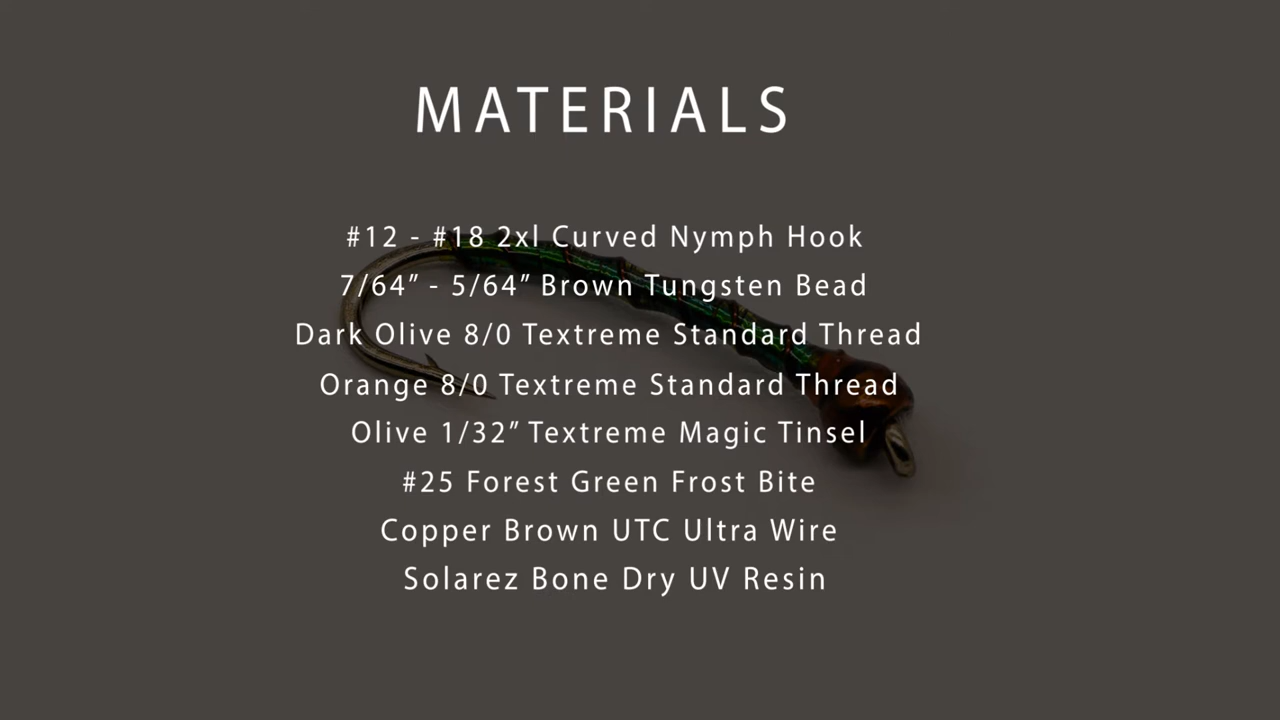 MATERIALS
#12 - #18 2xl Curved Nymph Hook
7/64” - 5/64” Brown Tungsten Bead
Dark Olive 8/0 Textreme Standard Thread
Orange 8/0 Textreme Standard Thread
Olive 1/32” Textreme Magic Tinsel
#25 Forest Green Frost Bite
Copper Brown UTC Ultra Wire
Solarez Bone Dry UV Resin